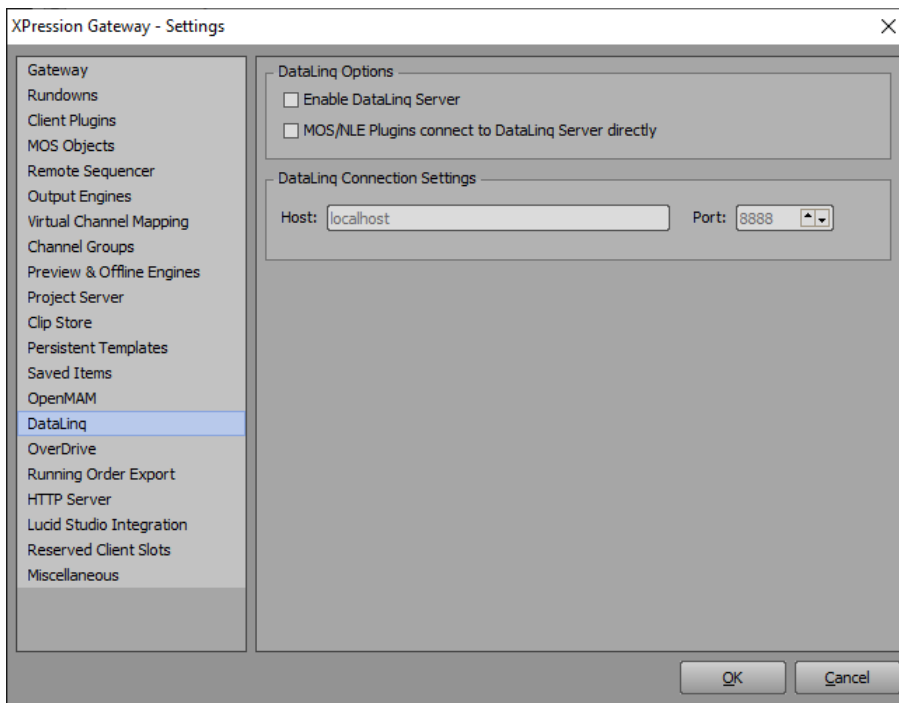 XPression Gateway - Settings
Gateway
Rundowns
Client Plugins
MOS Objects
Remote Sequencer
Output Engines
Virtual Channel Mapping
Channel Groups
Preview & Offline Engines
Project Server
Clip Store
Persistent Templates
Saved Items
OpenMAM
DataLinq
OverDrive
Running Order Export
HTTP Server
Lucid Studio Integration
Reserved Client Slots
Miscellaneous
DataLinq Options
Enable DataLinq Server
MOS/NLE Plugins connect to DataLinq Server directly
DataLinq Connection Settings
Host: localhost Port: 8888
OK Cancel